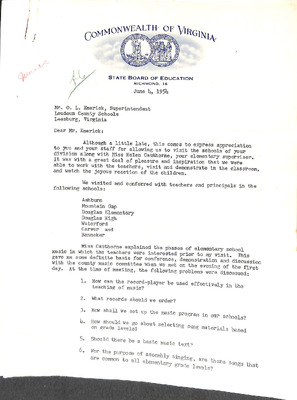 COMMONWEALTH OF VIRGINIA
STATE BOARD OF EDUCATION
RICHMOND, 16
June 4, 1954
Mr. O. L. Emerick, Superintendent
Loudoun County Schools
Leesburg, Virginia
Dear Mr. Emerick:
Although a little late, this comes to express appreciation
to you and your staff for allowing us to visit the schools of your
division along with Miss Helen Cawthorne, your elementary supervisor.
It was with a great deal of pleasure and inspiration that we were
able to work with the teachers, visit and demonstrate in the classroom,
and watch the joyous reaction of the children.
We visited and conferred with teachers and principals in the
following schools:
Ashburn
Mountain Gap
Douglas Elementary
Douglas High
Waterford
Carver and
Banneker
Miss Cawthorne explained the phases of elementary school
music in which the teachers were interested prior to my visit. This
gave me some definite basis for conference, demonstration and discussion
with the county music committee when we met on the evening of the first
day. At the time of meeting, the following problems were discussed:
1. How can the record-player be used effectively in the
teaching of music?
2. What records should we order?
3. How shall we set up the music program in our schools?
4. How should we go about selecting song materials based
on grade levels?
5. Should there be a basic music text?
6. For the purpose of assembly singing, are there songs that
are common to all elementary grade levels?